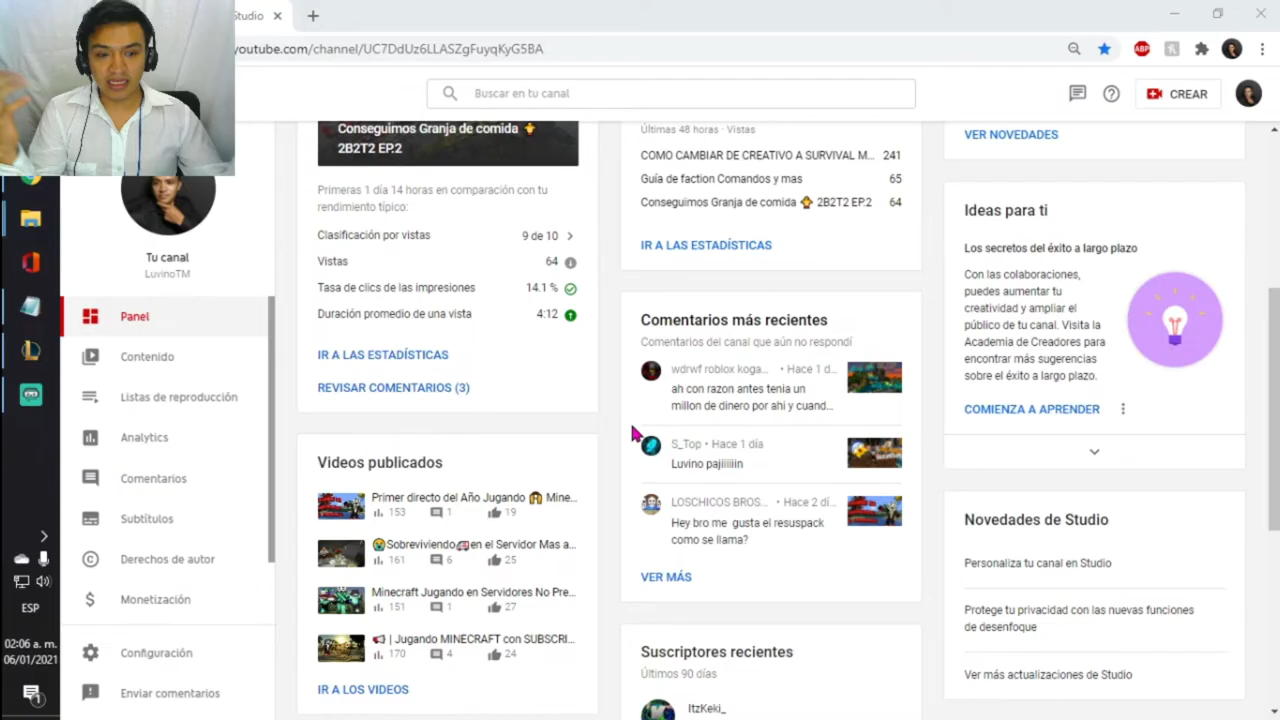 Studio
youtube.com/channel/UC7DdUz6LLASZgFuyqKyG5BA
ABP
Buscar en tu canal
CREAR
Tu canal
LuvinoTM
Panel
Contenido
Listas de reproducción
Analytics
Comentarios
Subtítulos
Derechos de autor
Monetización
Configuración
Enviar comentarios
ESP
02:06 a. m.
06/01/2021
1
Conseguimos Granja de comida
2B2T2 EP.2
Primeras 1 día 14 horas en comparación con tu
rendimiento típico:
Clasificación por vistas 9 de 10
Vistas 64
Tasa de clics de las impresiones 14.1 %
Duración promedio de una vista 4:12
IR A LAS ESTADÍSTICAS
REVISAR COMENTARIOS (3)
Videos publicados
Primer directo del Año Jugando 🙆 Mine...
153 1 19
😭Sobreviviendo🚑en el Servidor Mas a...
161 6 25
Minecraft Jugando en Servidores No Pre...
151 1 27
📢 | Jugando MINECRAFT con SUBSCRI...
170 4 24
IR A LOS VIDEOS
Últimas 48 horas · Vistas
COMO CAMBIAR DE CREATIVO A SURVIVAL M... 241
Guía de faction Comandos y mas 65
Conseguimos Granja de comida 2B2T2 EP.2 64
IR A LAS ESTADÍSTICAS
Comentarios más recientes
Comentarios del canal que aún no respondí
wdrwf roblox koga... • Hace 1 d...
ah con razon antes tenia un
millon de dinero por ahi y cuand...
S_Top • Hace 1 día
Luvino pajiiiiiin
LOSCHICOS BROS... • Hace 2 dí...
Hey bro me gusta el resuspack
como se llama?
VER MÁS
Suscriptores recientes
Últimos 90 días
ItzKeki_
VER NOVEDADES
Ideas para ti
Los secretos del éxito a largo plazo
Con las colaboraciones,
puedes aumentar tu
creatividad y ampliar el
público de tu canal. Visita la
Academia de Creadores para
encontrar más sugerencias
sobre el éxito a largo plazo.
COMIENZA A APRENDER
Novedades de Studio
Personaliza tu canal en Studio
Protege tu privacidad con las nuevas funciones
de desenfoque
Ver más actualizaciones de Studio